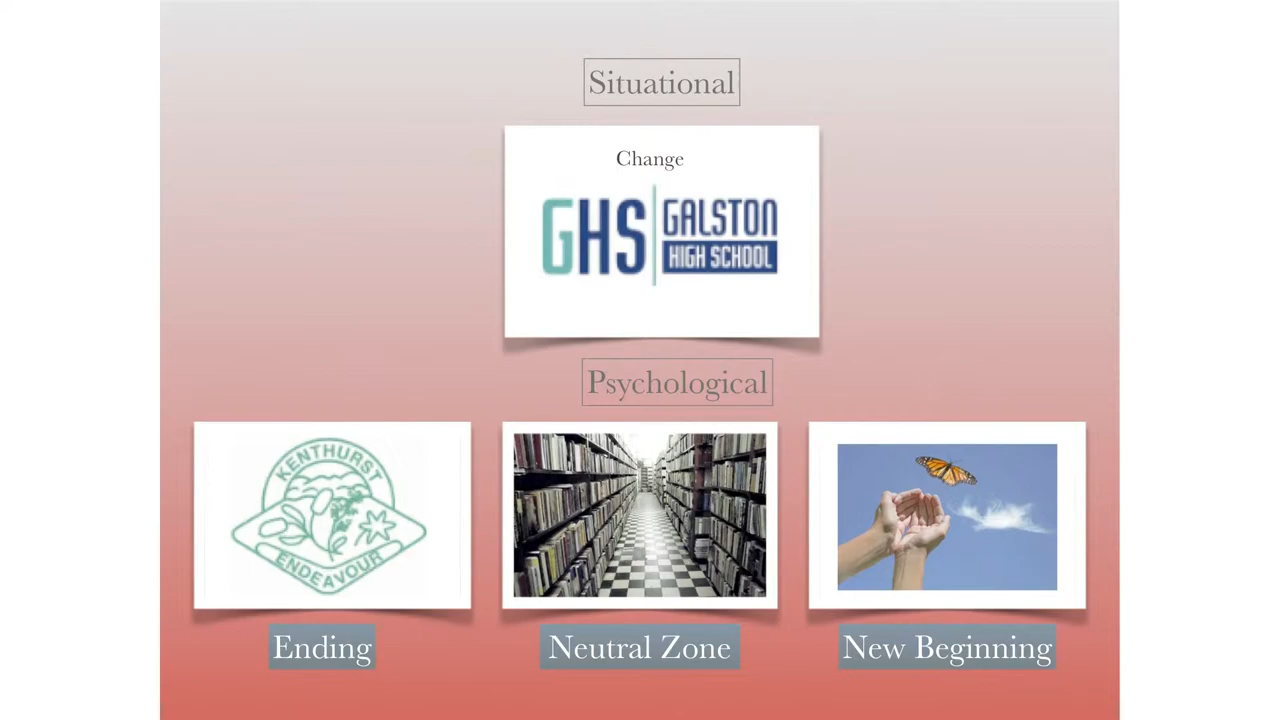 Situational
Change
GHS
GALSTON
HIGH SCHOOL
Psychological
KENTHURST
ENDEAVOUR
Ending
Neutral Zone
New Beginning